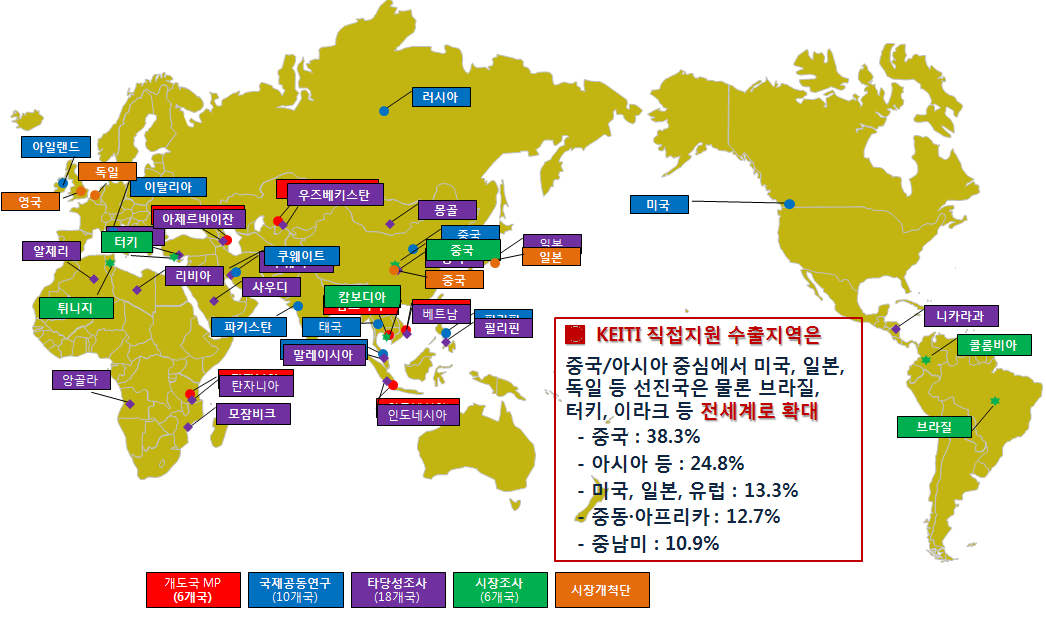 러시아
아일랜드
독일
이탈리아
영국
우즈베키스탄
아제르바이잔
몽골
미국
중국
터키
중국
일본
일본
알제리
쿠웨이트
리비아
중국
사우디
캄보디아
튀니지
베트남
니카라과
파키스탄
태국
필리핀
콜롬비아
말레이시아
앙골라
탄자니아
모잠비크
인도네시아
브라질
KEITI 직접지원 수출지역은
중국/아시아 중심에서 미국, 일본,
독일 등 선진국은 물론 브라질,
터키, 이라크 등 전세계로 확대
- 중국 : 38.3%
- 아시아 등 : 24.8%
- 미국, 일본, 유럽 : 13.3%
- 중동·아프리카 : 12.7%
- 중남미 : 10.9%
개도국 MP
(6개국)
국제공동연구
(10개국)
타당성조사
(18개국)
시장조사
(6개국)
시장개척단